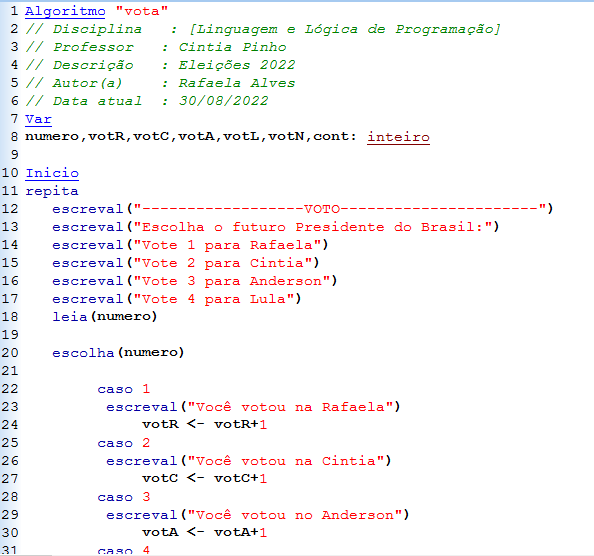 1 Algoritmo "vota"
2 // Disciplina   : [Linguagem e Lógica de Programação]
3 // Professor   : Cintia Pinho
4 // Descrição   : Eleições 2022
5 // Autor(a)    : Rafaela Alves
6 // Data atual  : 30/08/2022
7 Var
8 numero,votR,votC,votA,votL,votN,cont: inteiro
9
10 Inicio
11 repita
12    escreval("------------------VOTO----------------------")
13    escreval("Escolha o futuro Presidente do Brasil:")
14    escreval("Vote 1 para Rafaela")
15    escreval("Vote 2 para Cintia")
16    escreval("Vote 3 para Anderson")
17    escreval("Vote 4 para Lula")
18    leia(numero)
19
20    escolha(numero)
21
22         caso 1
23          escreval("Você votou na Rafaela")
24              votR <- votR+1
25         caso 2
26          escreval("Você votou na Cintia")
27              votC <- votC+1
28         caso 3
29          escreval("Você votou no Anderson")
30              votA <- votA+1
31         caso 4